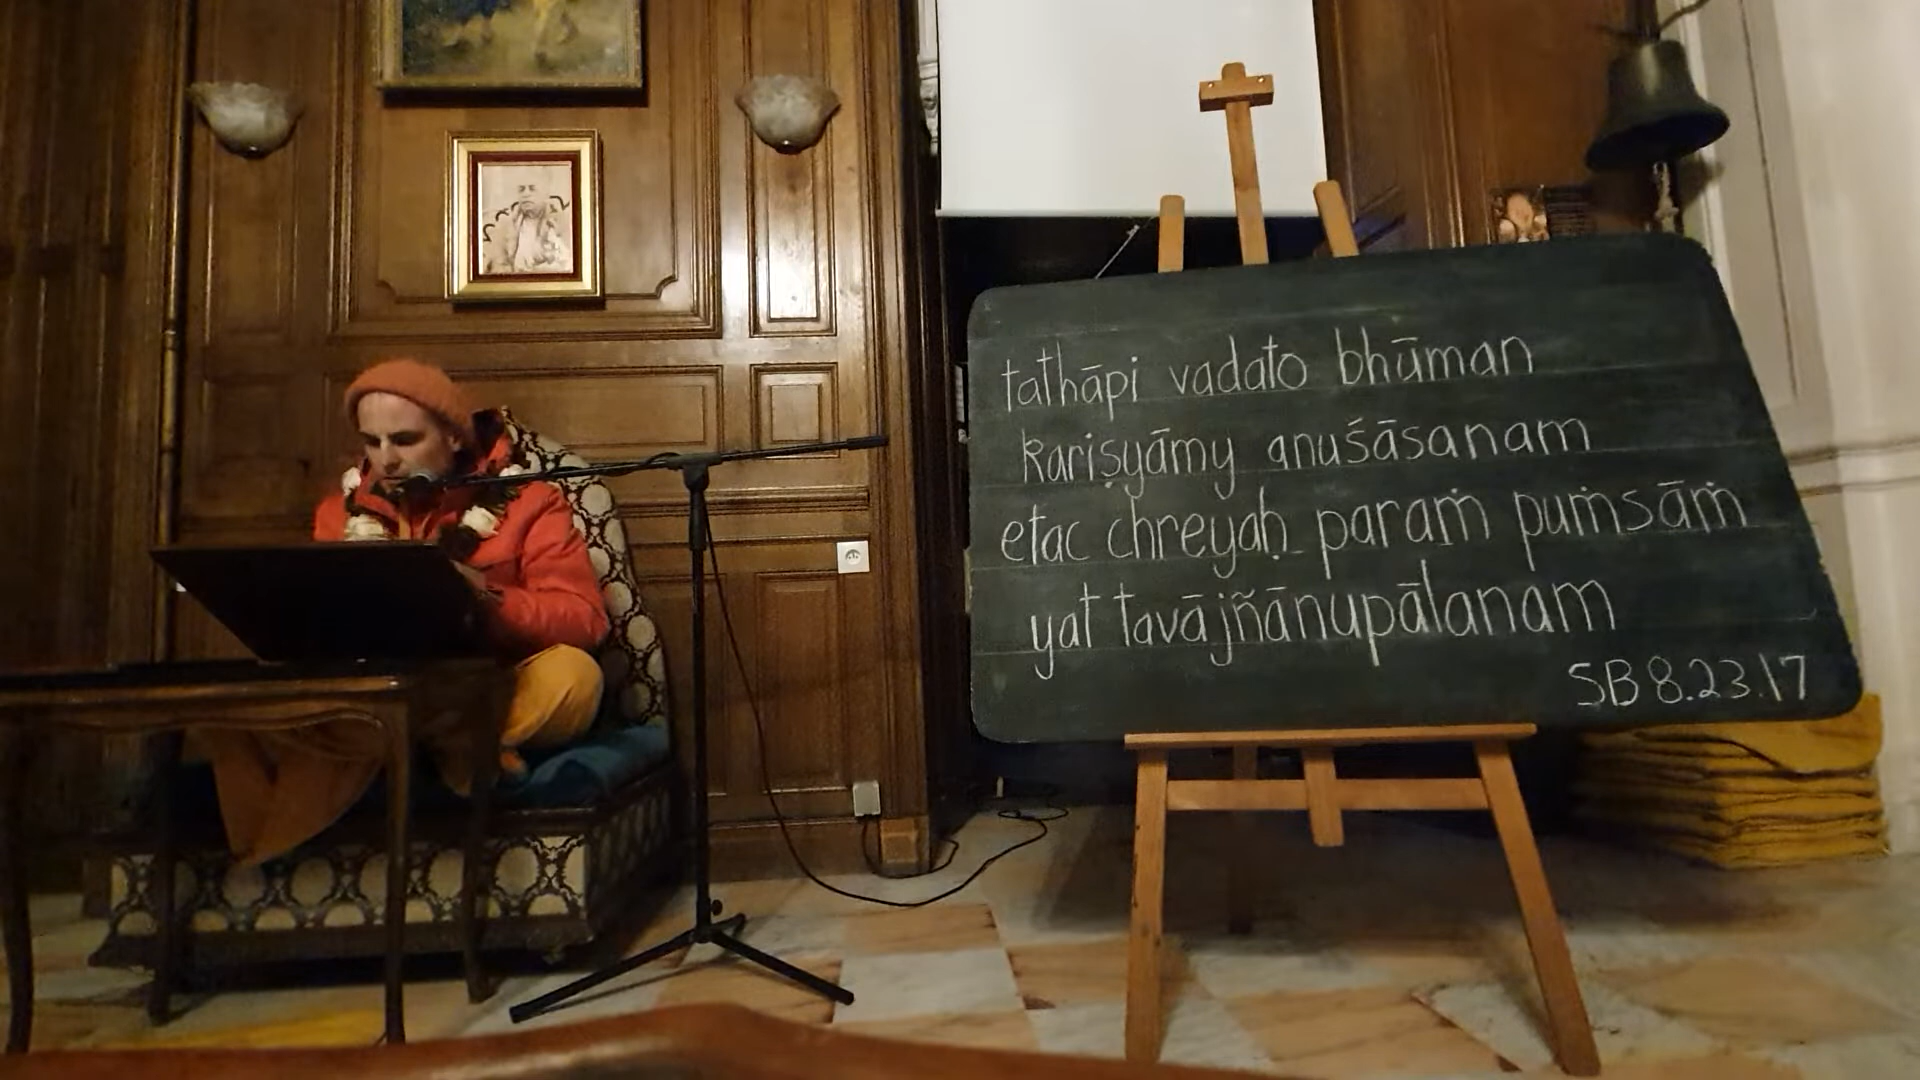 tathāpi vadato bhūman
kariṣyāmy anuśāsanam
etac chreyaḥ paraṁ puṁsāṁ
yat tavājñānupālanam
SB 8.23.17